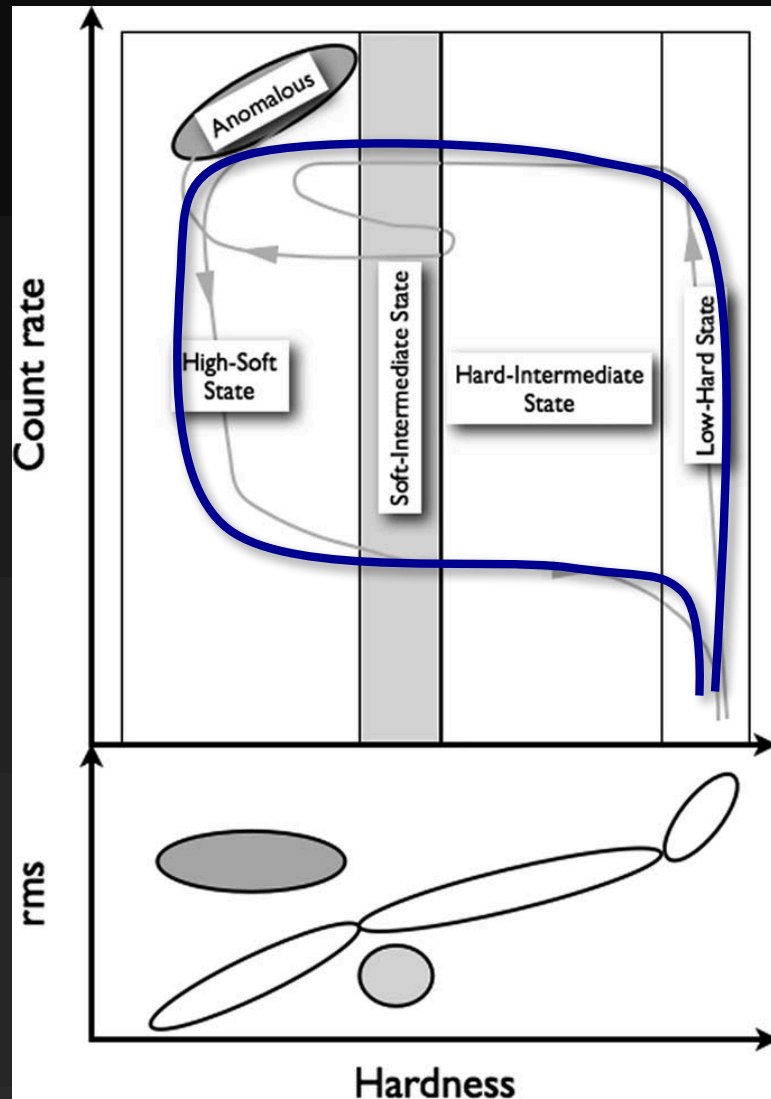 Anomalous
Count rate
High-Soft
State
Soft-Intermediate State
Hard-Intermediate
State
Low-Hard State
rms
Hardness